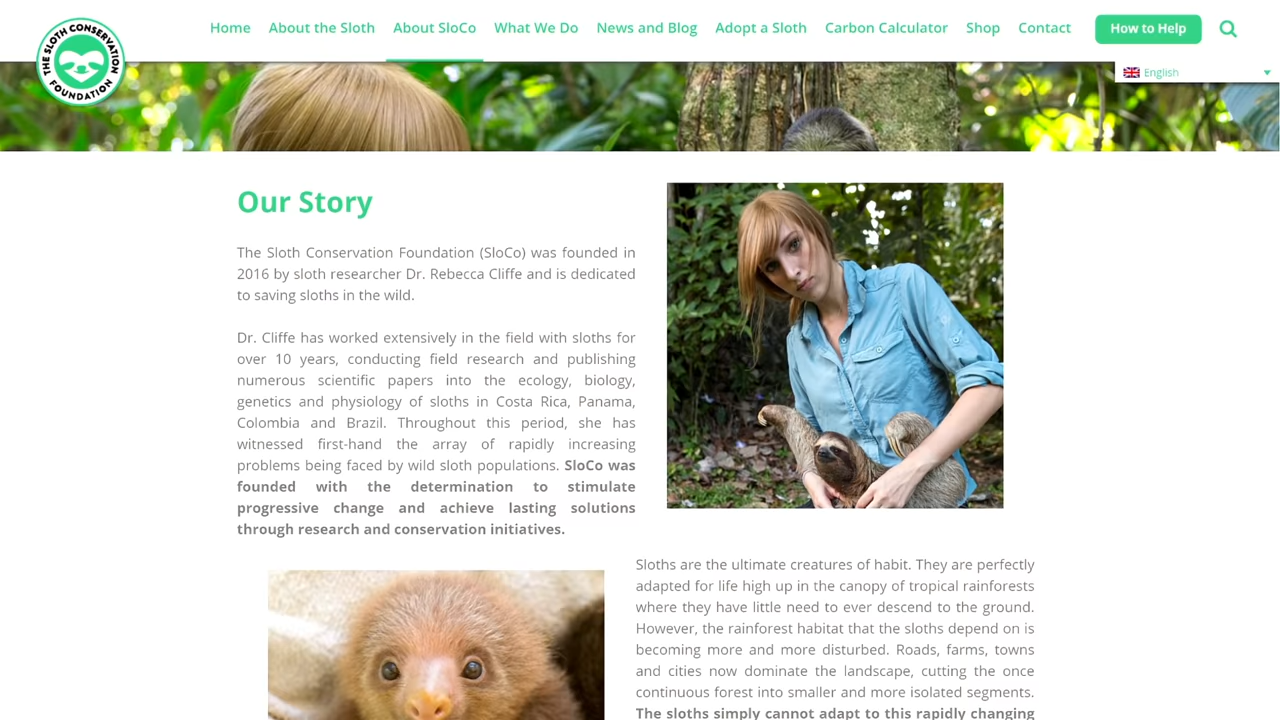 THE SLOTH CONSERVATION
FOUNDATION
Home
About the Sloth
About SloCo
What We Do
News and Blog
Adopt a Sloth
Carbon Calculator
Shop
Contact
How to Help
English
Our Story
The Sloth Conservation Foundation (SloCo) was founded in
2016 by sloth researcher Dr. Rebecca Cliffe and is dedicated
to saving sloths in the wild.
Dr. Cliffe has worked extensively in the field with sloths for
over 10 years, conducting field research and publishing
numerous scientific papers into the ecology, biology,
genetics and physiology of sloths in Costa Rica, Panama,
Colombia and Brazil. Throughout this period, she has
witnessed first-hand the array of rapidly increasing
problems being faced by wild sloth populations. SloCo was
founded with the determination to stimulate
progressive change and achieve lasting solutions
through research and conservation initiatives.
Sloths are the ultimate creatures of habit. They are perfectly
adapted for life high up in the canopy of tropical rainforests
where they have little need to ever descend to the ground.
However, the rainforest habitat that the sloths depend on is
becoming more and more disturbed. Roads, farms, towns
and cities now dominate the landscape, cutting the once
continuous forest into smaller and more isolated segments.
The sloths simply cannot adapt to this rapidly changing